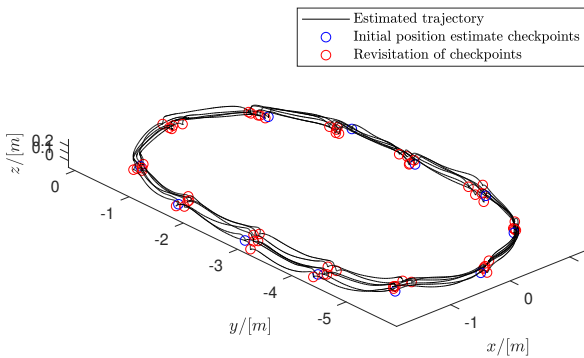 Estimated trajectory
Initial position estimate checkpoints
Revisitation of checkpoints
z/[m]
0.2
0.1
0
0
-1
-2
-3
-4
-5
y/[m]
-1
0
x/[m]